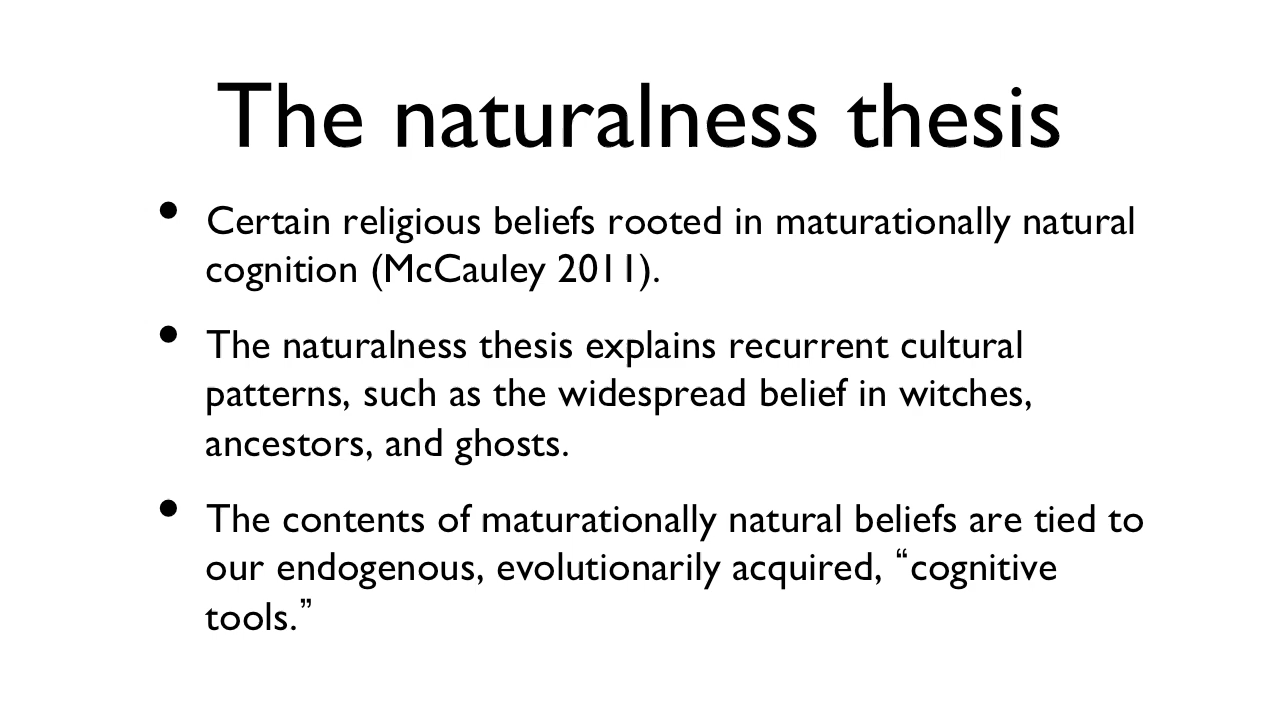 The naturalness thesis
• Certain religious beliefs rooted in maturationally natural
cognition (McCauley 2011).
• The naturalness thesis explains recurrent cultural
patterns, such as the widespread belief in witches,
ancestors, and ghosts.
• The contents of maturationally natural beliefs are tied to
our endogenous, evolutionarily acquired, “cognitive
tools.”